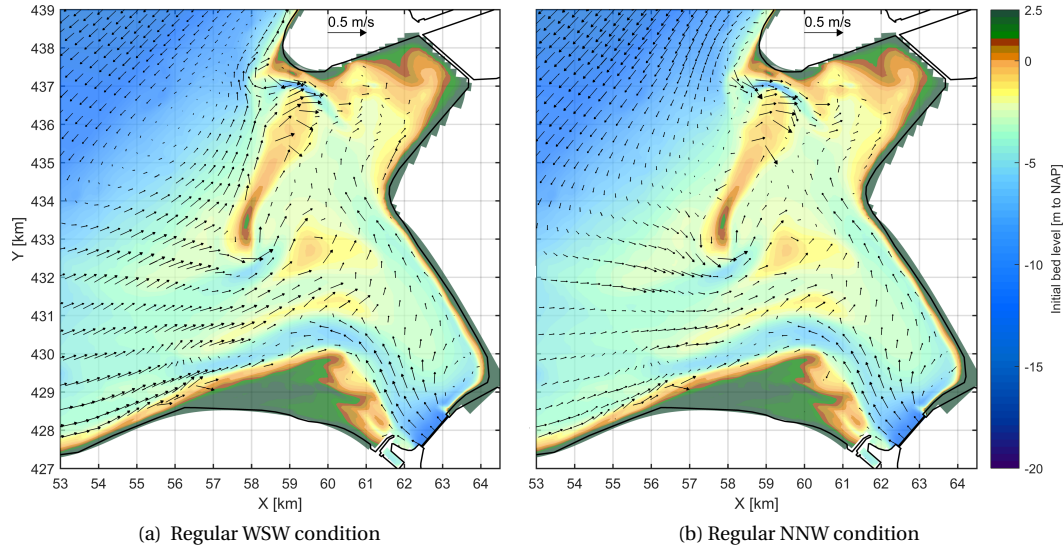 439
438
437
436
435
434
433
432
431
430
429
428
427
Y [km]
0.5 m/s
53 54 55 56 57 58 59 60 61 62 63 64
X [km]
0.5 m/s
53 54 55 56 57 58 59 60 61 62 63 64
X [km]
2.5
0
-5
-10
-15
-20
Initial bed level [m to NAP]
(a) Regular WSW condition
(b) Regular NNW condition